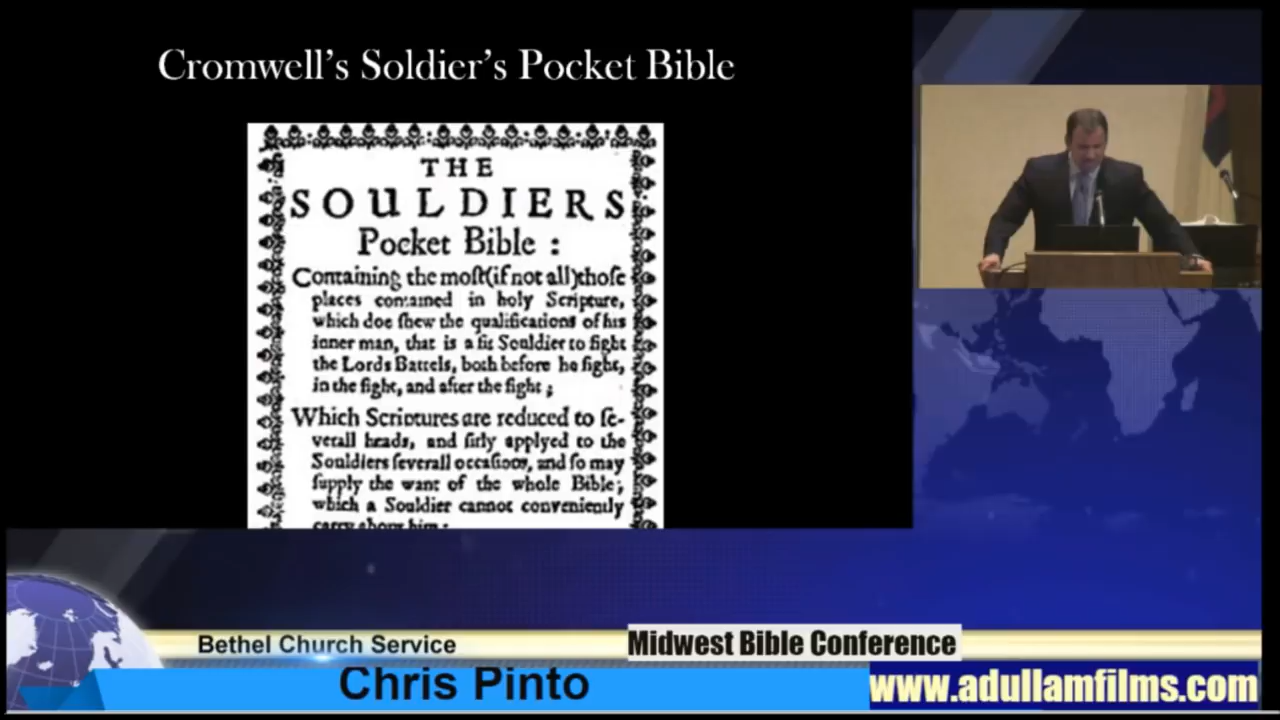 Cromwell's Soldier's Pocket Bible
THE
SOULDIERS
Pocket Bible :
Containing the moſt(if not all)thoſe
places contained in holy Scripture,
which doe ſhew the qualifications of his
inner man, that is a fit Souldier to fight
the Lords Battels, both before he fight,
in the fight, and after the fight ;
Which Scriptures are reduced to ſe-
verall heads, and fitly applyed to the
Souldiers ſeverall occaſions, and ſo may
ſupply the want of the whole Bible;
which a Souldier cannot conveniently
carry about him :
Bethel Church Service
Midwest Bible Conference
Chris Pinto
www.adullamfilms.com